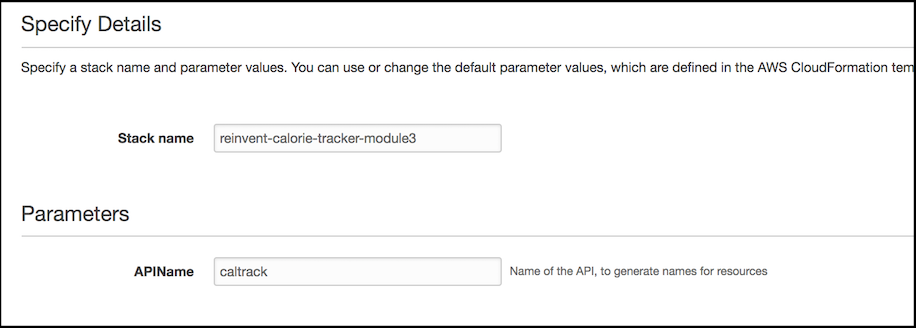 Specify Details
Specify a stack name and parameter values. You can use or change the default parameter values, which are defined in the AWS CloudFormation tem
Stack name reinvent-calorie-tracker-module3
Parameters
APIName caltrack Name of the API, to generate names for resources